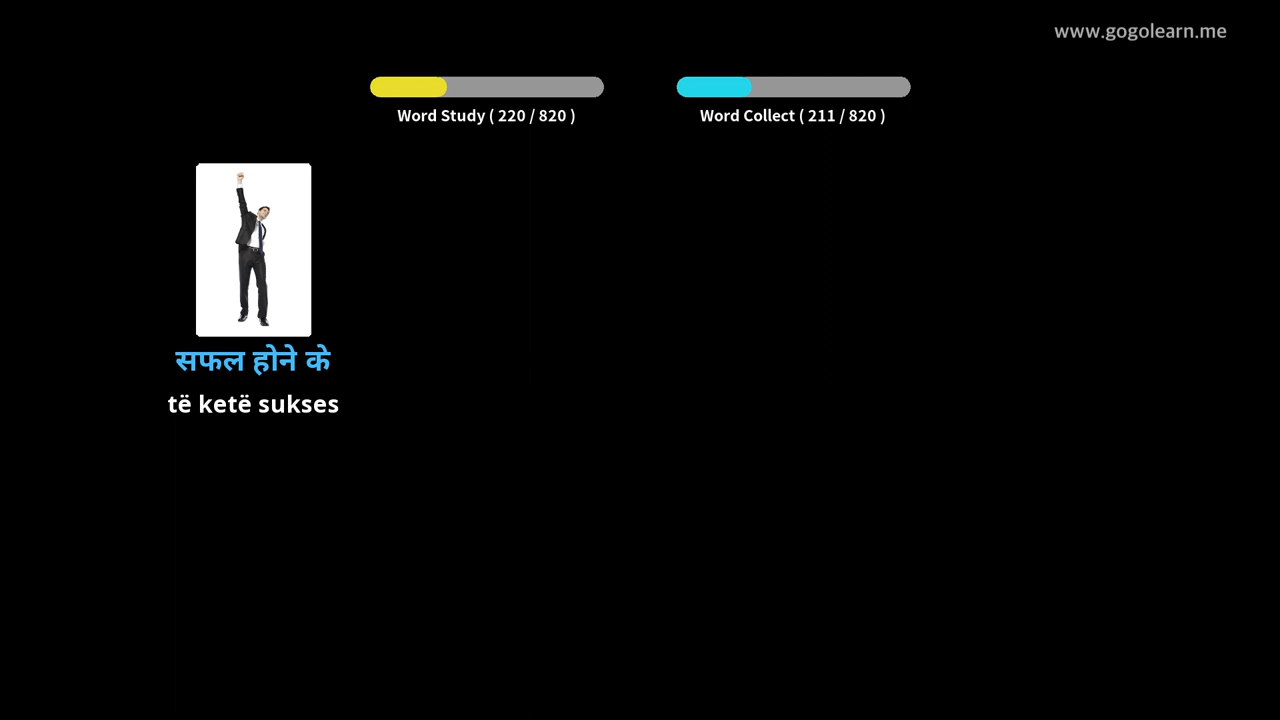 www.gogolearn.me
Word Study ( 220 / 820 )
Word Collect ( 211 / 820 )
सफल होने के
të ketë sukses